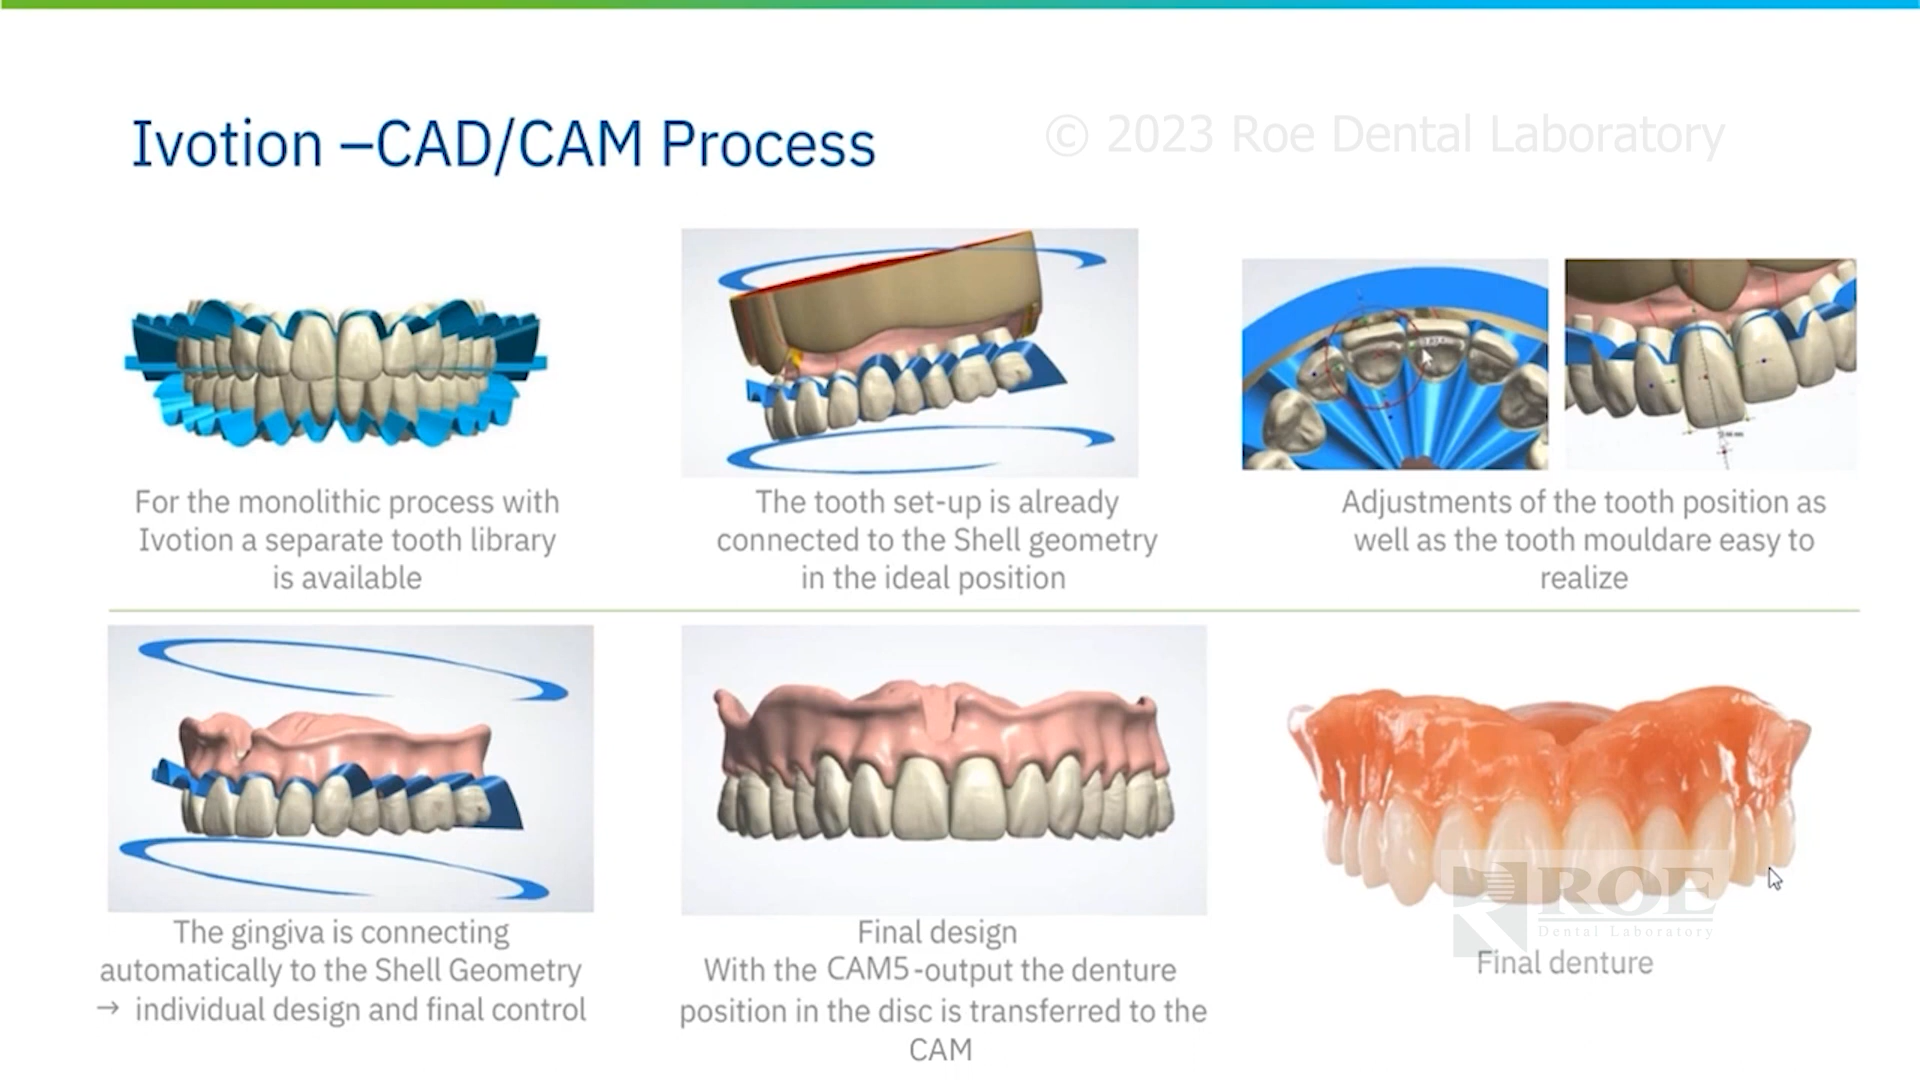 Ivotion –CAD/CAM Process
© 2023 Roe Dental Laboratory
For the monolithic process with
Ivotion a separate tooth library
is available
The tooth set-up is already
connected to the Shell geometry
in the ideal position
Adjustments of the tooth position as
well as the tooth mouldare easy to
realize
The gingiva is connecting
automatically to the Shell Geometry
→ individual design and final control
Final design
With the CAM5-output the denture
position in the disc is transferred to the
CAM
ROE
Dental Laboratory
Final denture